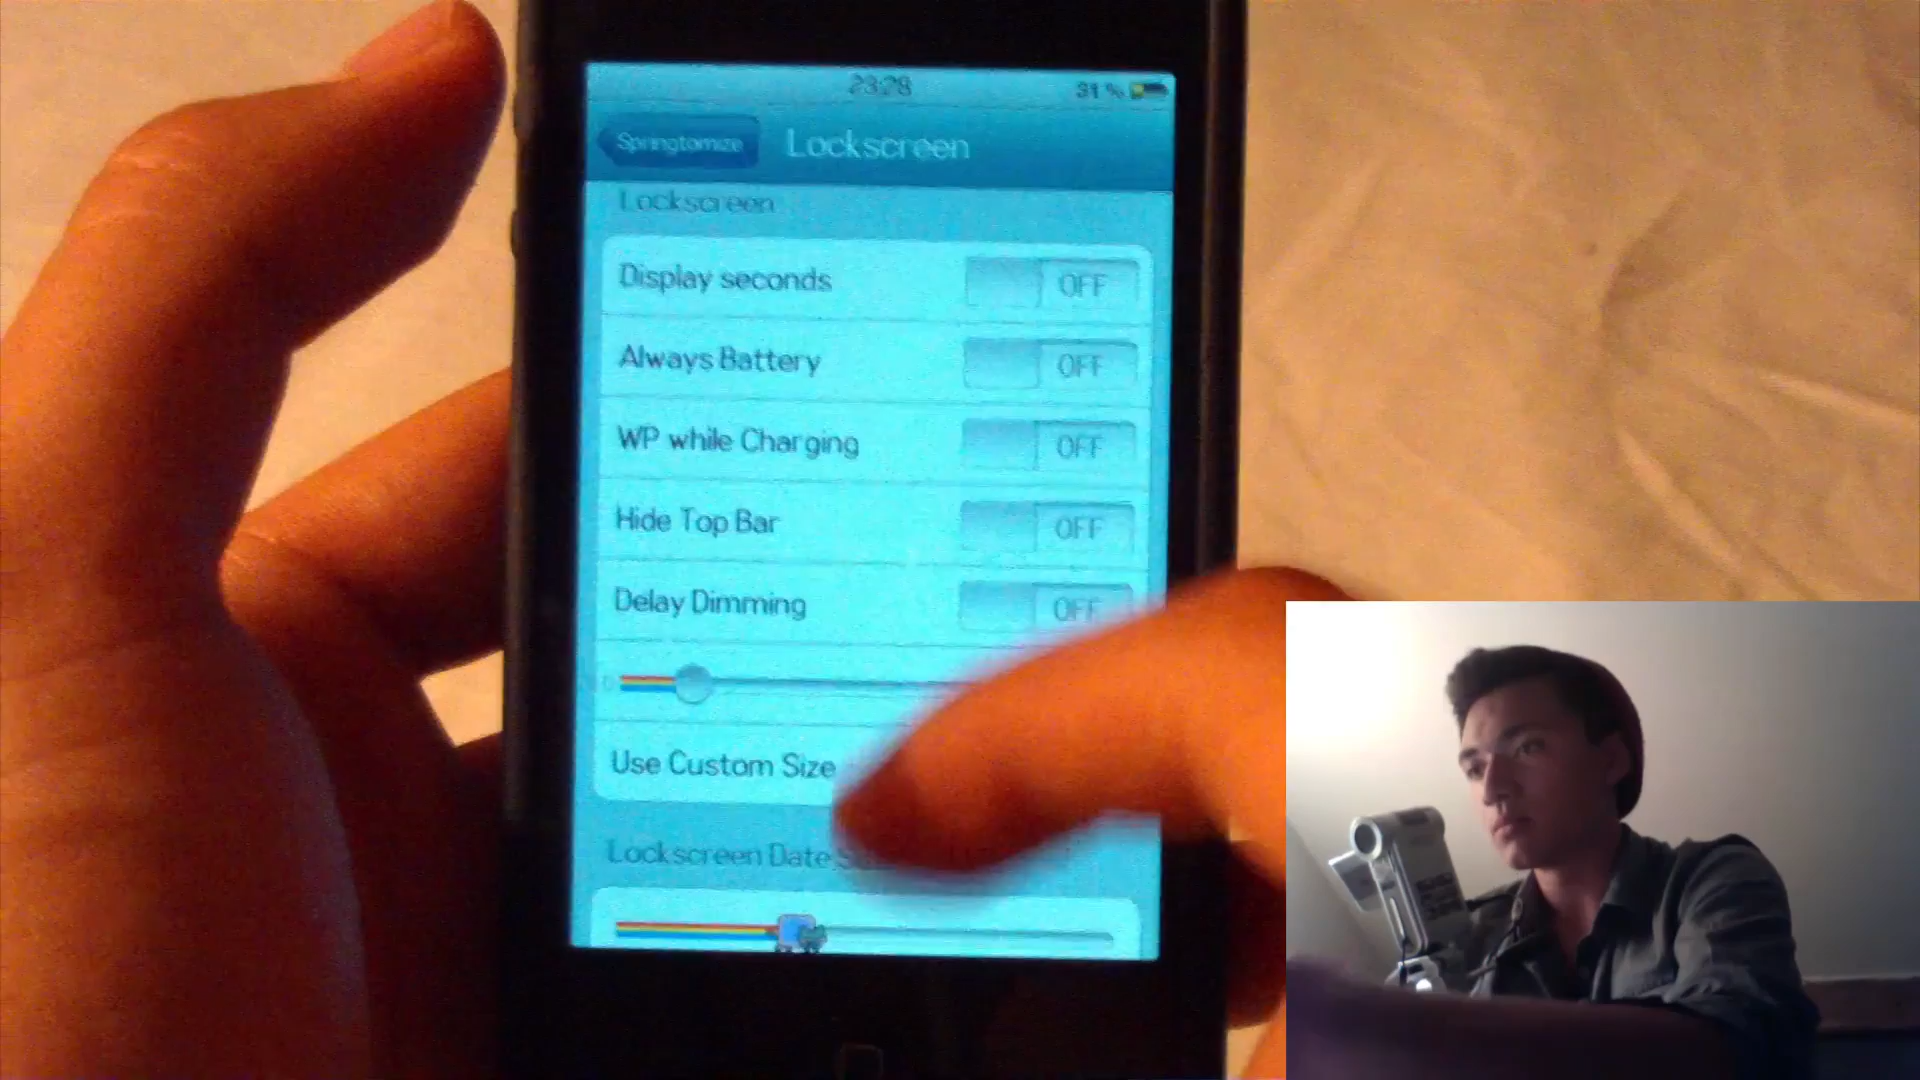 23:28
31 %
Springtomize
Lockscreen
Lockscreen
Display seconds OFF
Always Battery OFF
WP while Charging OFF
Hide Top Bar OFF
Delay Dimming OFF
Use Custom Size
Lockscreen Date